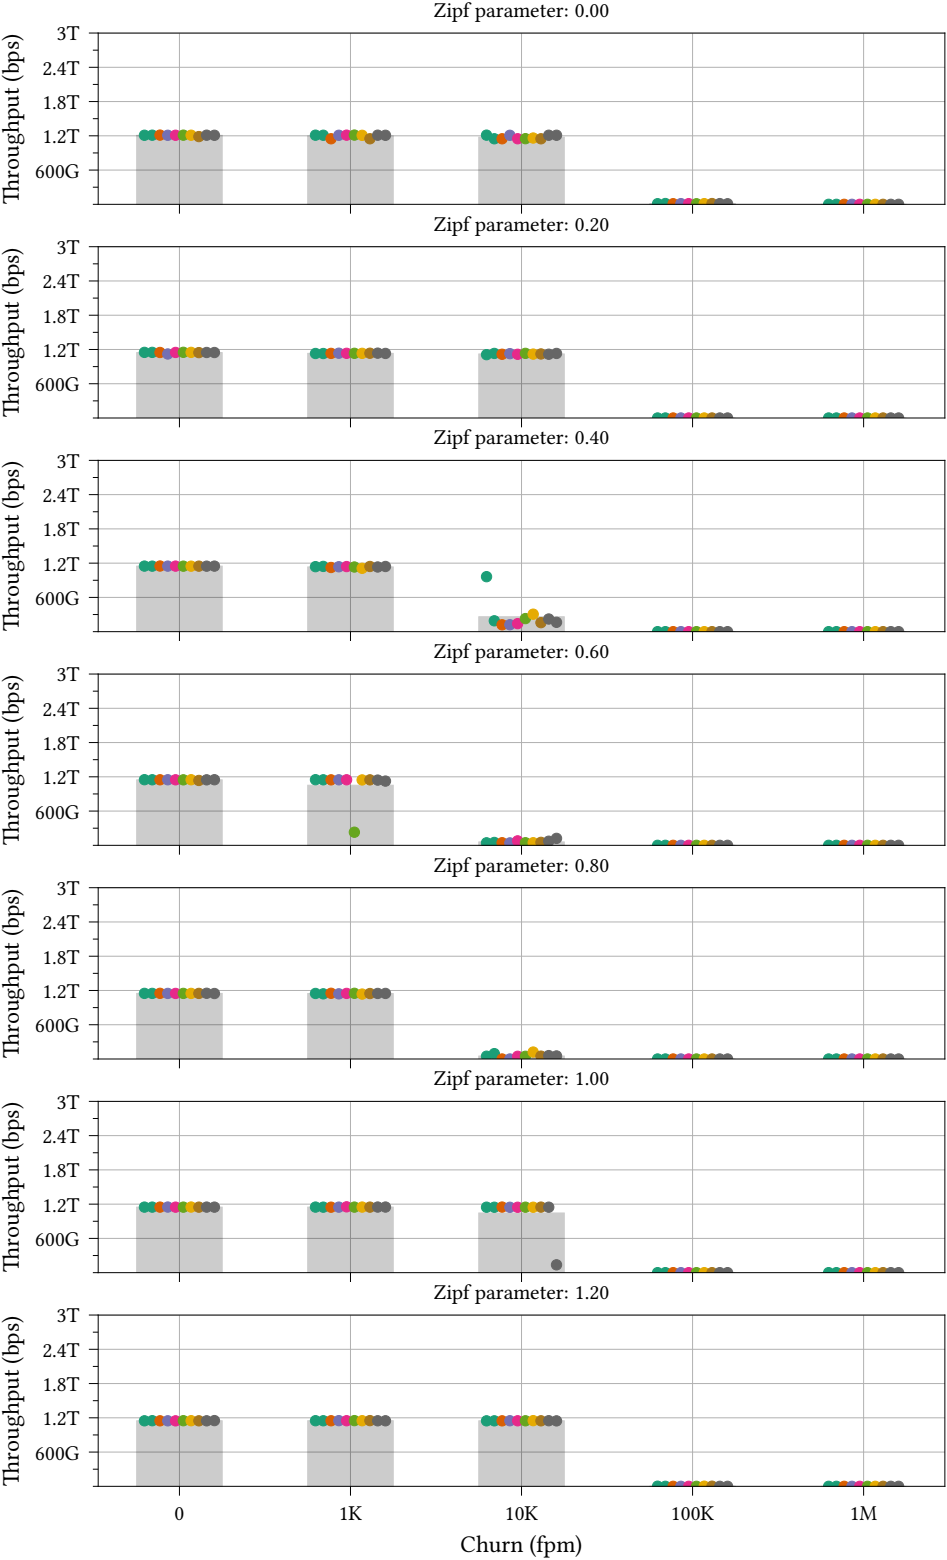 Zipf parameter: 0.00
Throughput (bps)
3T
2.4T
1.8T
1.2T
600G
Zipf parameter: 0.20
Throughput (bps)
3T
2.4T
1.8T
1.2T
600G
Zipf parameter: 0.40
Throughput (bps)
3T
2.4T
1.8T
1.2T
600G
Zipf parameter: 0.60
Throughput (bps)
3T
2.4T
1.8T
1.2T
600G
Zipf parameter: 0.80
Throughput (bps)
3T
2.4T
1.8T
1.2T
600G
Zipf parameter: 1.00
Throughput (bps)
3T
2.4T
1.8T
1.2T
600G
Zipf parameter: 1.20
Throughput (bps)
3T
2.4T
1.8T
1.2T
600G
0 1K 10K 100K 1M
Churn (fpm)